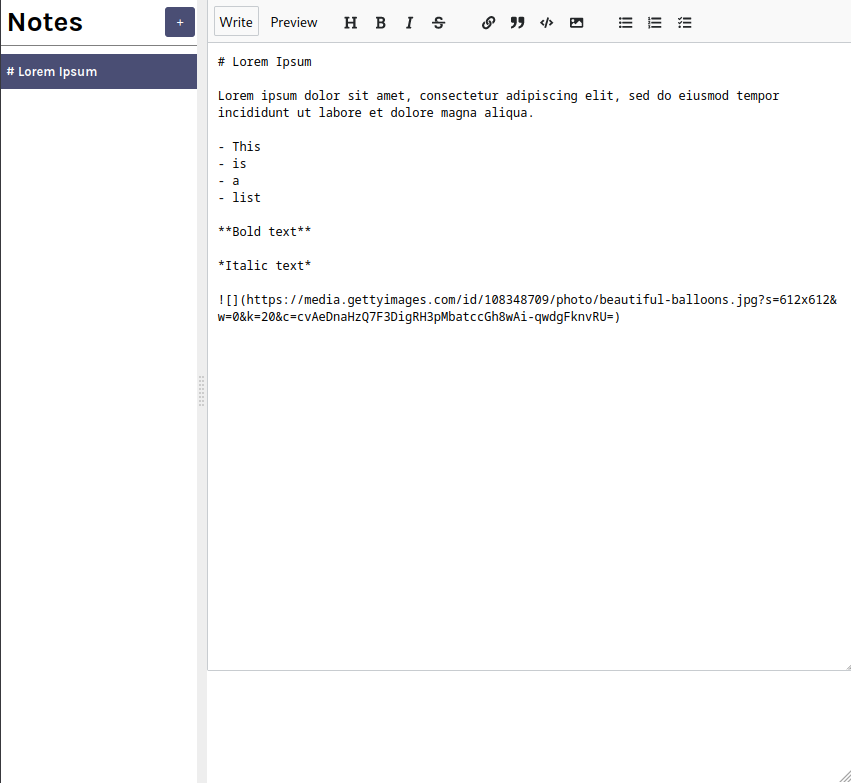 Notes
+
# Lorem Ipsum
Write Preview H B I S
# Lorem Ipsum
Lorem ipsum dolor sit amet, consectetur adipiscing elit, sed do eiusmod tempor
incididunt ut labore et dolore magna aliqua.
- This
- is
- a
- list
**Bold text**
*Italic text*
![](https://media.gettyimages.com/id/108348709/photo/beautiful-balloons.jpg?s=612x612&
w=0&k=20&c=cvAeDnaHzQ7F3DigRH3pMbatccGh8wAi-qwdgFknvRU=)